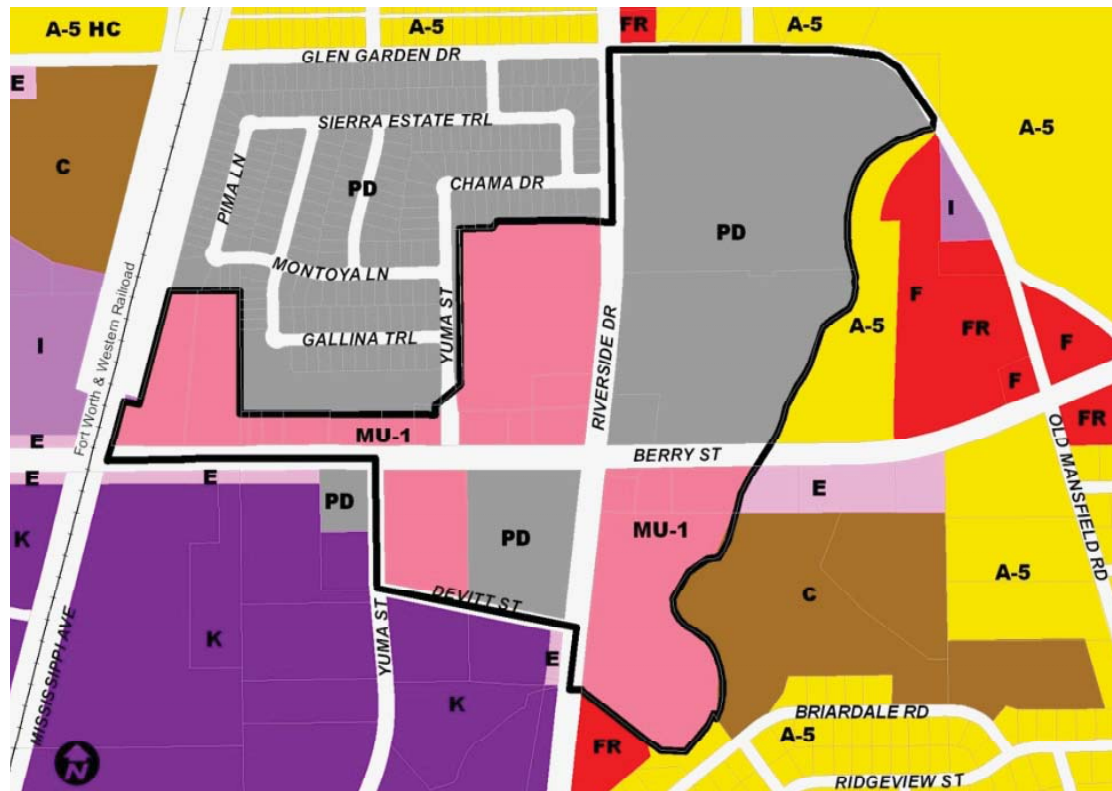 A-5 HC
A-5
FR
A-5
GLEN GARDEN DR
E
SIERRA ESTATE TRL
A-5
C
PIMA LN
PD
CHAMA DR
I
PD
MONTOYA LN
F
A-5
FR
F
I
GALLINA TRL
YUMA ST
RIVERSIDE DR
F
Fort Worth & Western Railroad
FR
E
MU-1
BERRY ST
OLD MANSFIELD RD
E
E
E
PD
K
PD
MU-1
A-5
DEVITT ST
C
K
YUMA ST
E
MISSISSIPPI AVE
K
BRIARDALE RD
FR
A-5
N
RIDGEVIEW ST